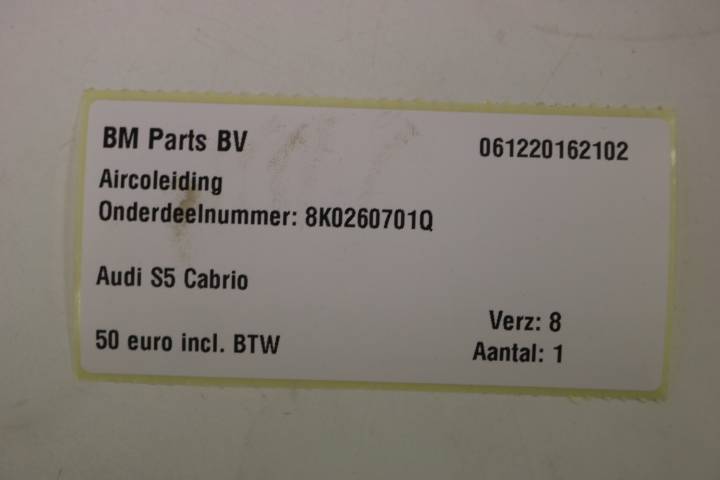 BM Parts BV 061220162102
Aircoleiding
Onderdeelnummer: 8K0260701Q
Audi S5 Cabrio
Verz: 8
50 euro incl. BTW
Aantal: 1